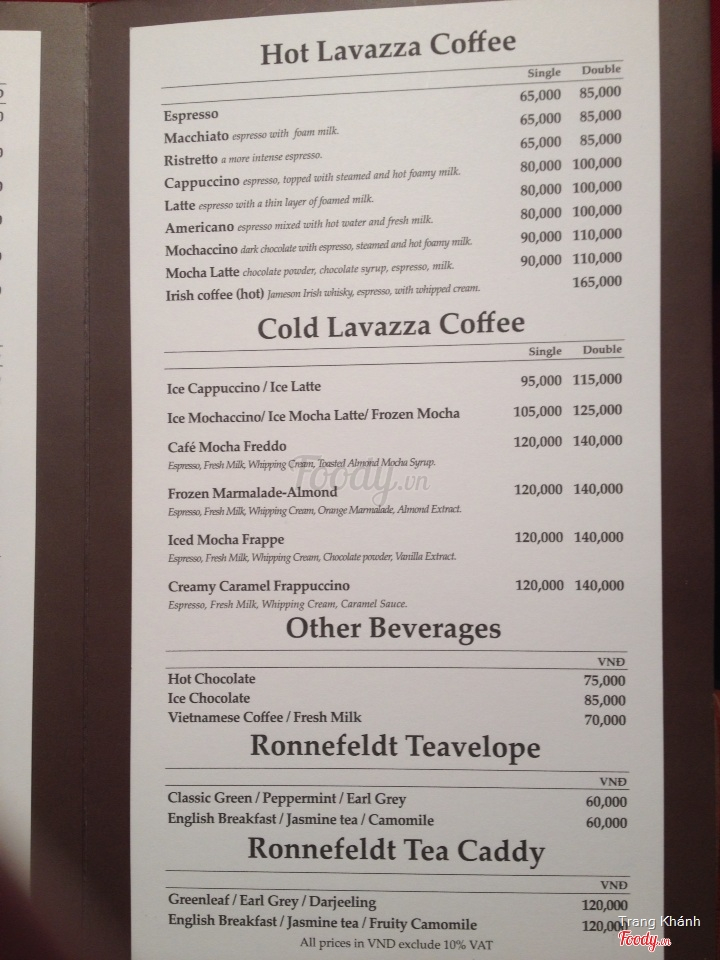 Hot Lavazza Coffee
Single Double
Espresso 65,000 85,000
Macchiato espresso with foam milk. 65,000 85,000
Ristretto a more intense espresso. 65,000 85,000
Cappuccino espresso, topped with steamed and hot foamy milk. 80,000 100,000
Latte espresso with a thin layer of foamed milk. 80,000 100,000
Americano espresso mixed with hot water and fresh milk. 80,000 100,000
Mochaccino dark chocolate with espresso, steamed and hot foamy milk. 90,000 110,000
Mocha Latte chocolate powder, chocolate syrup, espresso, milk. 90,000 110,000
Irish coffee (hot) Jameson Irish whisky, espresso, with whipped cream. 165,000
Cold Lavazza Coffee
Single Double
Ice Cappuccino / Ice Latte 95,000 115,000
Ice Mochaccino/ Ice Mocha Latte/ Frozen Mocha 105,000 125,000
Café Mocha Freddo 120,000 140,000
Espresso, Fresh Milk, Whipping Cream, Toasted Almond Mocha Syrup.
Foody.vn
Frozen Marmalade-Almond 120,000 140,000
Espresso, Fresh Milk, Whipping Cream, Orange Marmalade, Almond Extract.
Iced Mocha Frappe 120,000 140,000
Espresso, Fresh Milk, Whipping Cream, Chocolate powder, Vanilla Extract.
Creamy Caramel Frappuccino 120,000 140,000
Espresso, Fresh Milk, Whipping Cream, Caramel Sauce.
Other Beverages
VNĐ
Hot Chocolate 75,000
Ice Chocolate 85,000
Vietnamese Coffee / Fresh Milk 70,000
Ronnefeldt Teavelope
VNĐ
Classic Green / Peppermint / Earl Grey 60,000
English Breakfast / Jasmine tea / Camomile 60,000
Ronnefeldt Tea Caddy
VNĐ
Greenleaf / Earl Grey / Darjeeling 120,000
English Breakfast / Jasmine tea / Fruity Camomile 120,000
All prices in VND exclude 10% VAT
Trang Khánh
Foody.vn